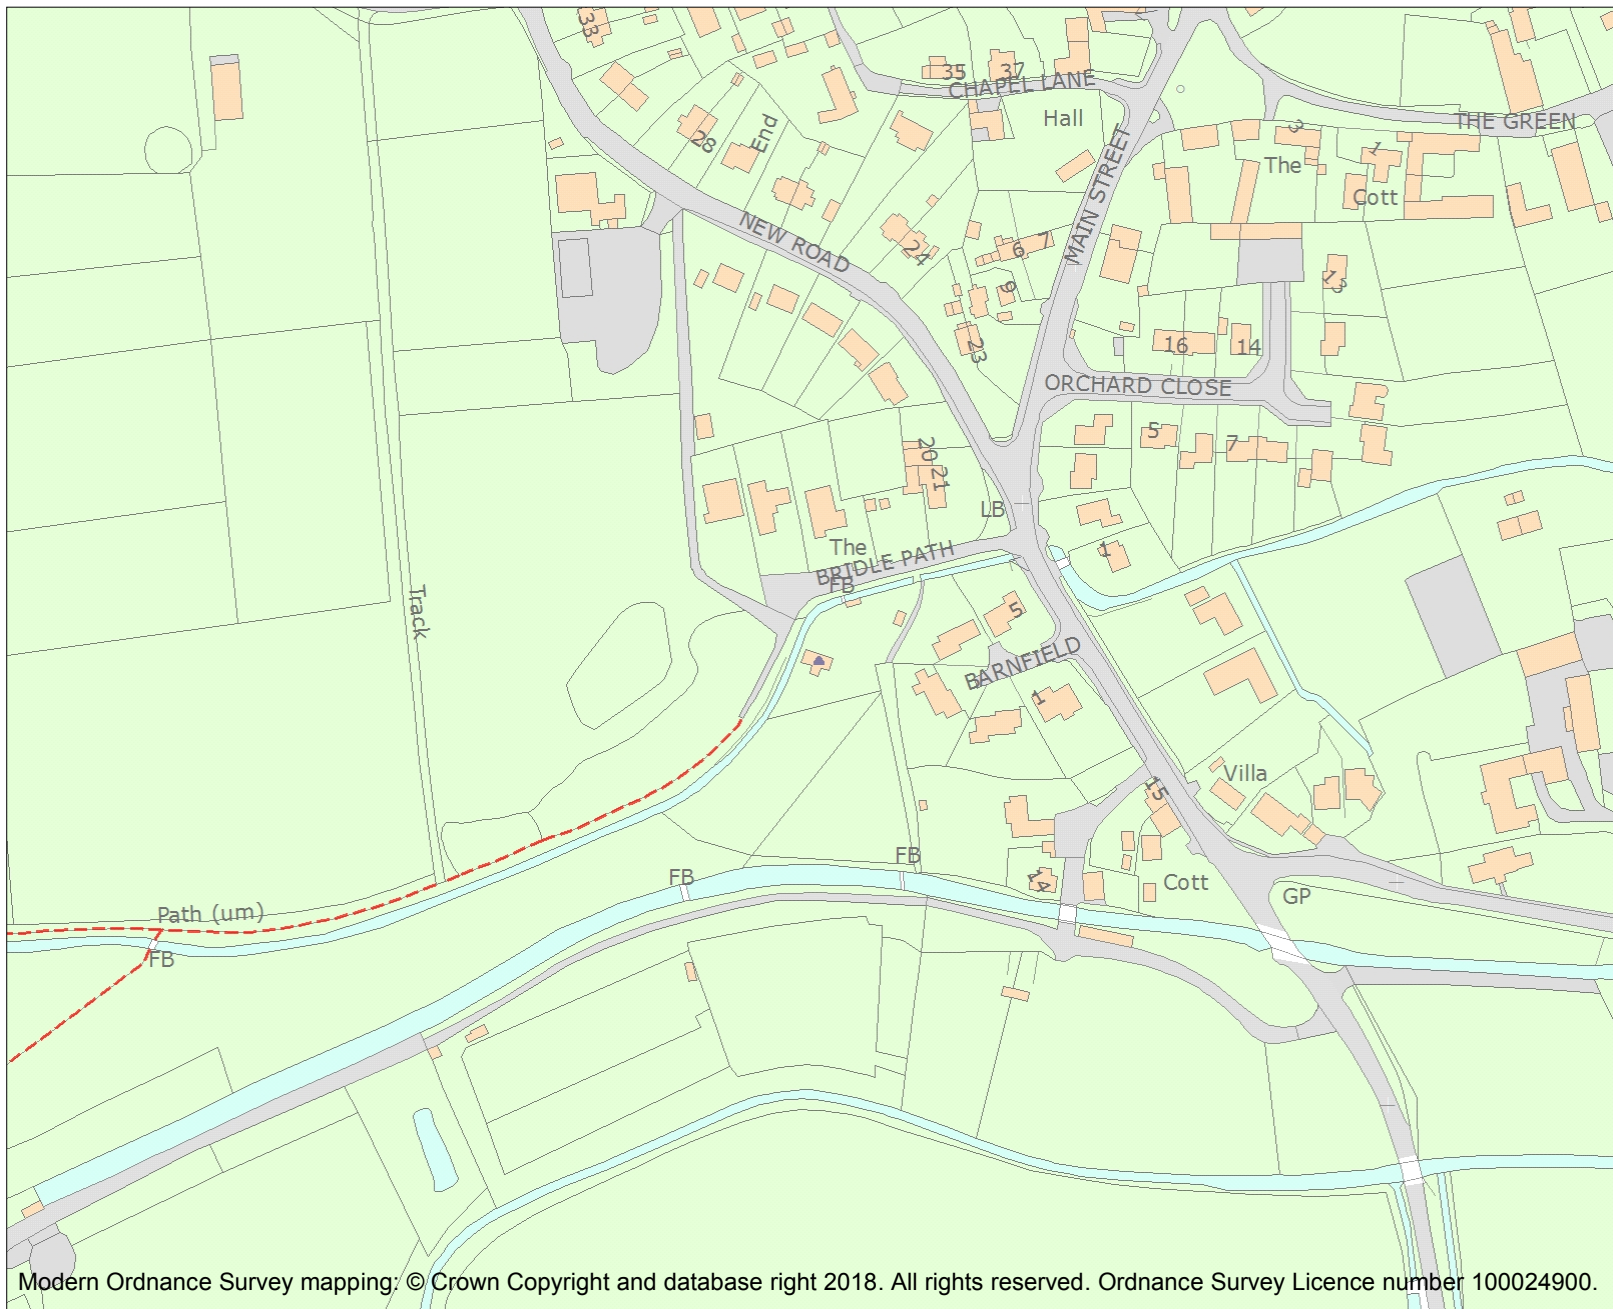 33
35
37
CHAPEL LANE
Hall
THE GREEN
28
End
3
The
1
Cott
MAIN STREET
NEW ROAD
24
6
7
9
13
23
16
14
ORCHARD CLOSE
5
7
20
21
LB
The
BRIDLE PATH
FB
1
Track
5
BARNFIELD
1
Villa
15
FB
FB
14
Cott
GP
Path (um)
FB
Modern Ordnance Survey mapping: © Crown Copyright and database right 2018. All rights reserved. Ordnance Survey Licence number 100024900.